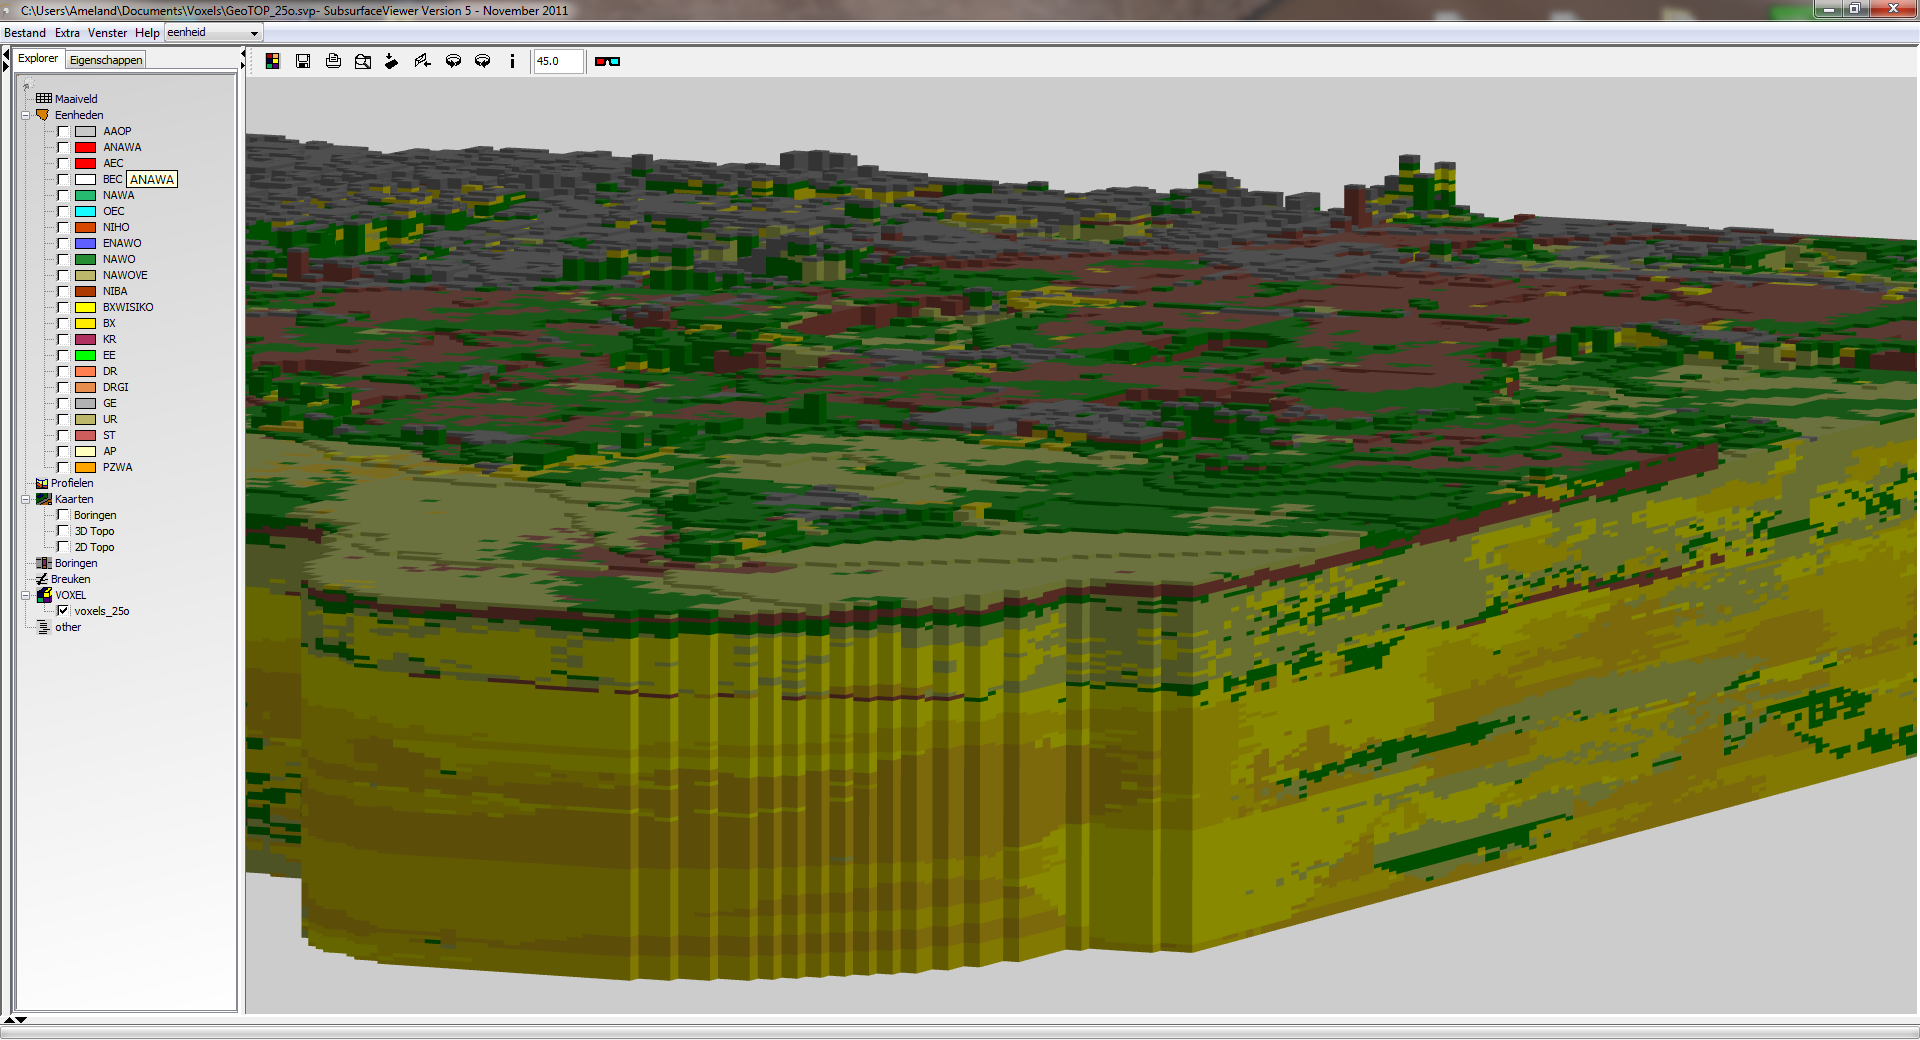 C:\Users\Ameland\Documents\Voxels\GeoTOP_25o.svp- SubsurfaceViewer Version 5 - November 2011
Bestand Extra Venster Help eenheid
Explorer Eigenschappen
45.0
Maaiveld
Eenheden
AAOP
ANAWA
AEC
BEC ANAWA
NAWA
OEC
NIHO
ENAWO
NAWO
NAWOVE
NIBA
BXWISIKO
BX
KR
EE
DR
DRGI
GE
UR
ST
AP
PZWA
Profielen
Kaarten
Boringen
3D Topo
2D Topo
Boringen
Breuken
VOXEL
voxels_25o
other